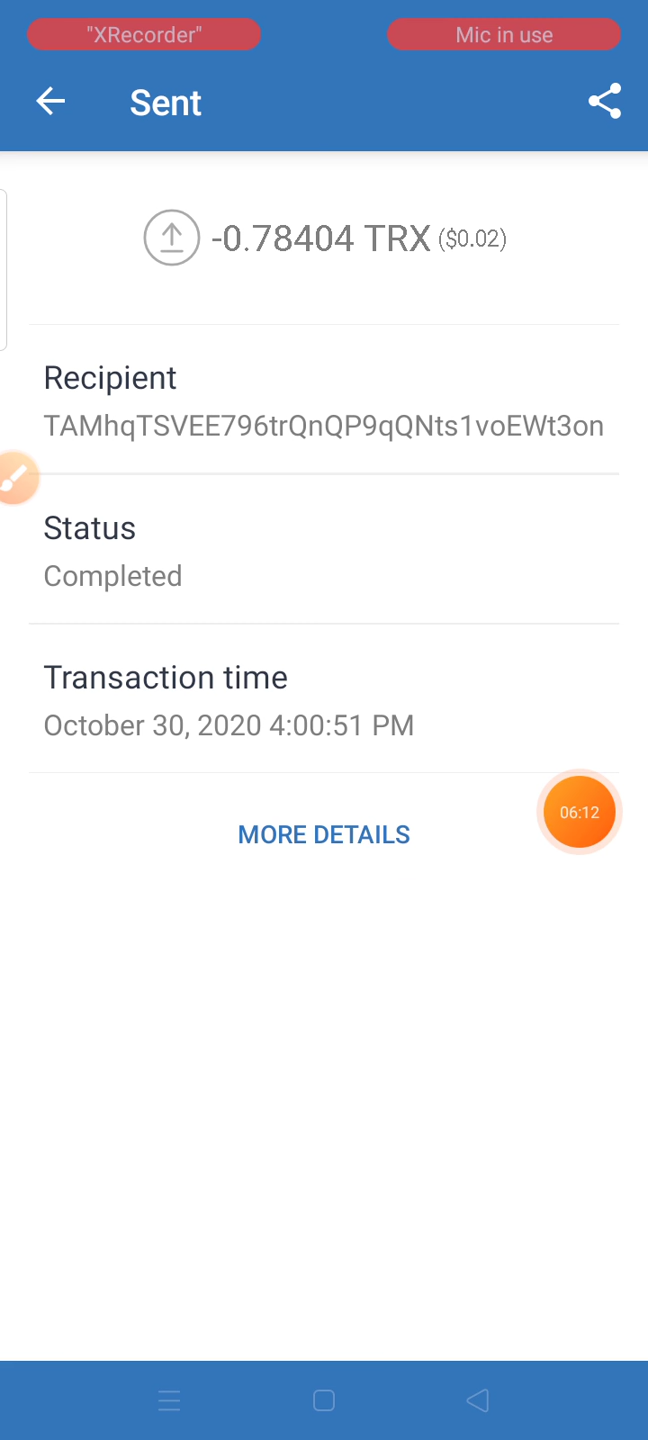 "XRecorder"
Mic in use
Sent
-0.78404 TRX ($0.02)
Recipient
TAMhqTSVEE796trQnQP9qQNts1voEWt3on
Status
Completed
Transaction time
October 30, 2020 4:00:51 PM
06:12
MORE DETAILS